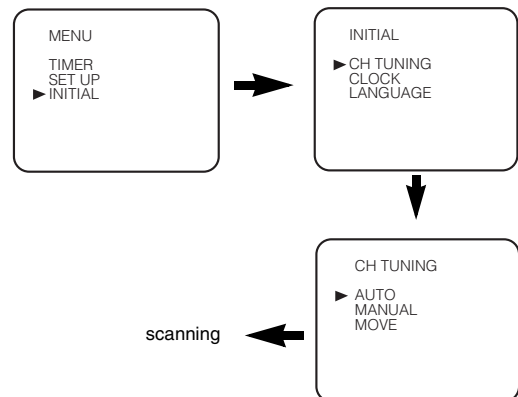 MENU
TIMER
SET UP
INITIAL
INITIAL
CH TUNING
CLOCK
LANGUAGE
CH TUNING
AUTO
MANUAL
MOVE
scanning